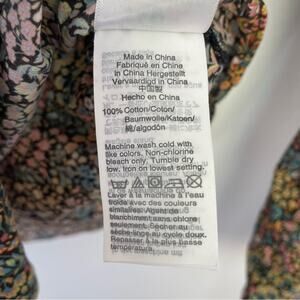 Made in China
Fabriqué en Chine
In China Hergestellt
Vervaardigd in China
中国製
Hecho en China
100% Cotton/Coton/
Baumwolle/Katoen/
綿/algodón
Machine wash cold with
like colors. Non-chlorine
bleach only. Tumble dry
low. Iron on lowest setting.
Laver à la machine à l'eau
froide avec des couleurs
similaires. Agent de
blanchiment sans chlore
seulement. Sécher au
sèche-linge au cycle doux.
Repasser à la plus basse
température.